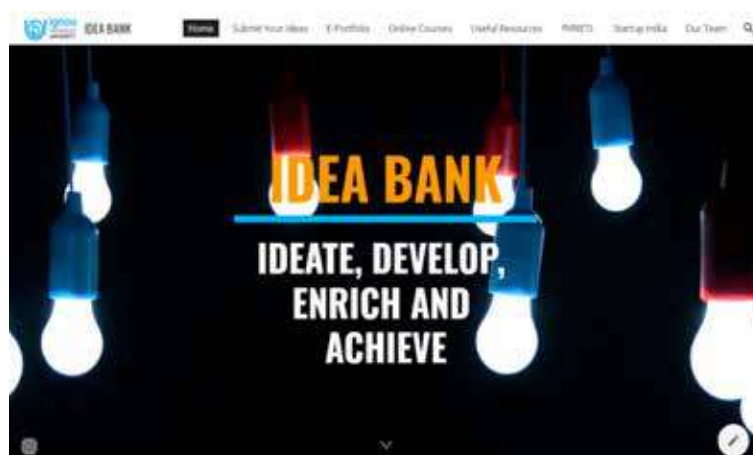 ignou
IDEA BANK
Home Submit Your Ideas E-Portfolio Online Courses Useful Resources Startup India Our Team
IDEA BANK
IDEATE, DEVELOP,
ENRICH AND
ACHIEVE